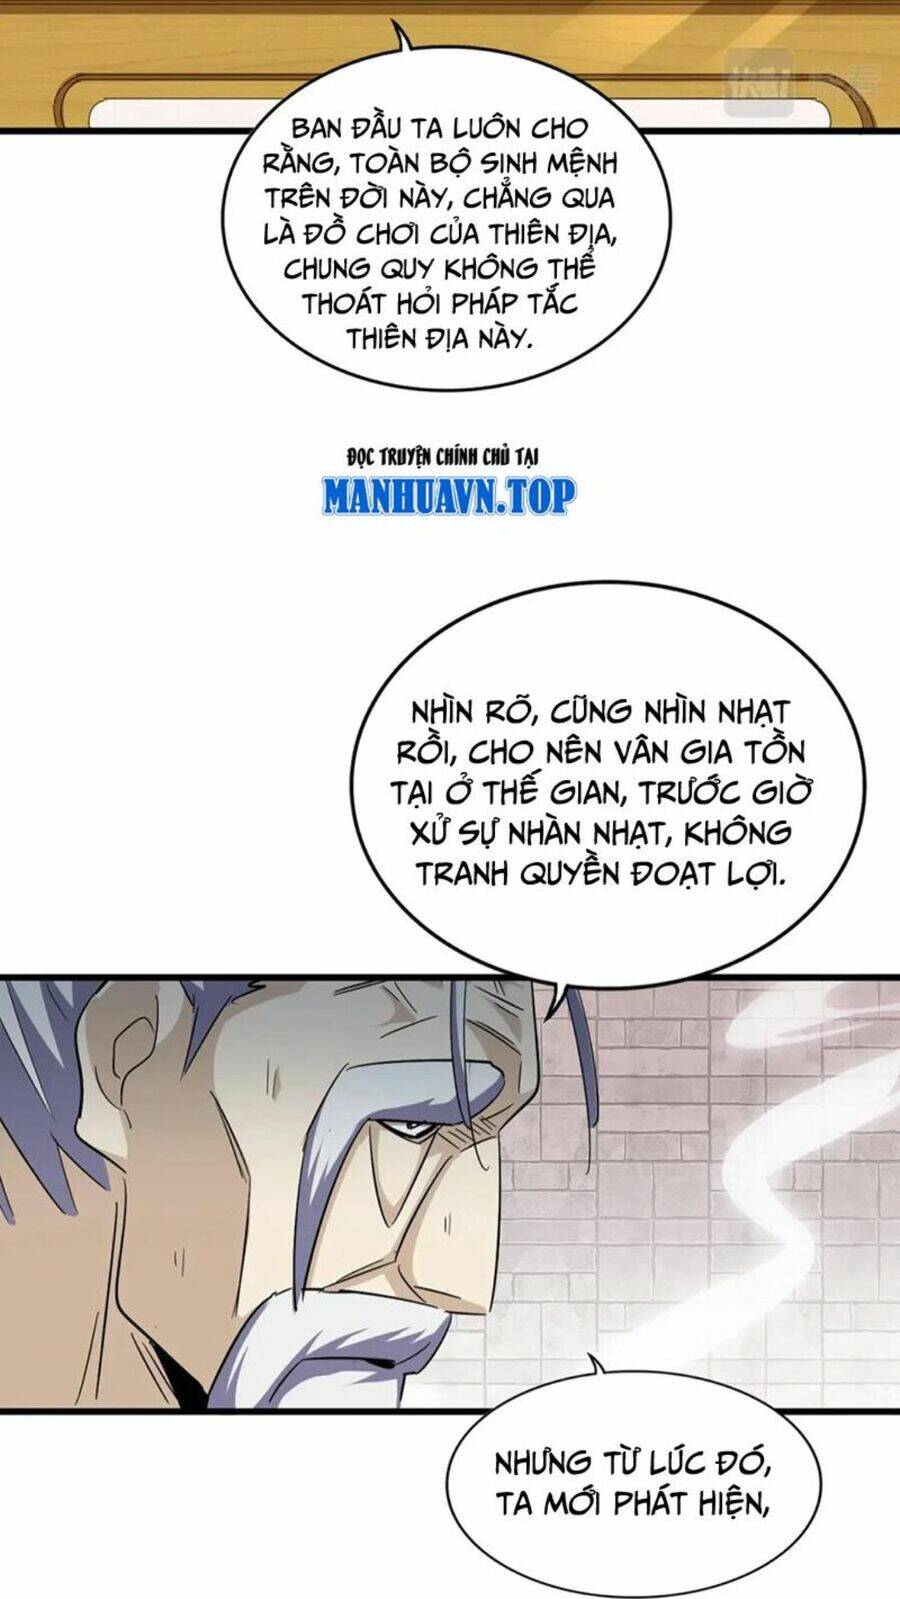 BAN ĐẦU TA LUÔN CHO
RẰNG, TOÀN BỘ SINH MỆNH
TRÊN ĐỜI NÀY, CHẲNG QUA
LÀ ĐỒ CHƠI CỦA THIÊN ĐỊA,
CHUNG QUY KHÔNG THỂ
THOÁT HỎI PHÁP TẮC
THIÊN ĐỊA NÀY.
ĐỌC TRUYỆN CHÍNH CHỦ TẠI
MANHUAVN.TOP
NHÌN RÕ, CŨNG NHÌN NHẠT
RỒI, CHO NÊN VÂN GIA TỒN
TẠI Ở THẾ GIAN, TRƯỚC GIỜ
XỬ SỰ NHÀN NHẠT, KHÔNG
TRANH QUYỀN ĐOẠT LỢI.
NHƯNG TỪ LÚC ĐÓ,
TA MỚI PHÁT HIỆN,